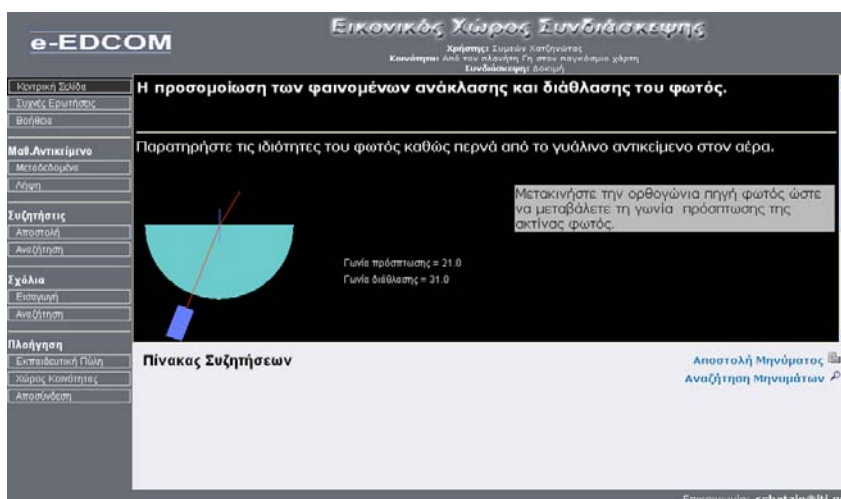 e-EDCOM
Εικονικός Χώρος Συνδιάσκεψης
Χρήστης: Συμεών Χατζηνώτας
Κοινότητα: Από τον πλανήτη Γη στον παγκόσμιο χάρτη
Συνδιάσκεψη: Δοκιμή
Κεντρική Σελίδα
Συχνές Ερωτήσεις
Βοήθεια
Μαθ.Αντικείμενο
Μεταδεδομένα
Λήψη
Συζητήσεις
Αποστολή
Αναζήτηση
Σχόλια
Εισαγωγή
Αναζήτηση
Πλοήγηση
Εκπαιδευτική Πύλη
Χώρος Κοινότητας
Αποσύνδεση
Η προσομοίωση των φαινομένων ανάκλασης και διάθλασης του φωτός.
Παρατηρήστε τις ιδιότητες του φωτός καθώς περνά από το γυάλινο αντικείμενο στον αέρα.
Μετακινήστε την ορθογώνια πηγή φωτός ώστε
να μεταβάλετε τη γωνία πρόσπτωσης της
ακτίνας φωτός.
Γωνία πρόσπτωσης = 21.0
Γωνία διάθλασης = 31.0
Πίνακας Συζητήσεων
Αποστολή Μηνύματος
Αναζήτηση Μηνυμάτων